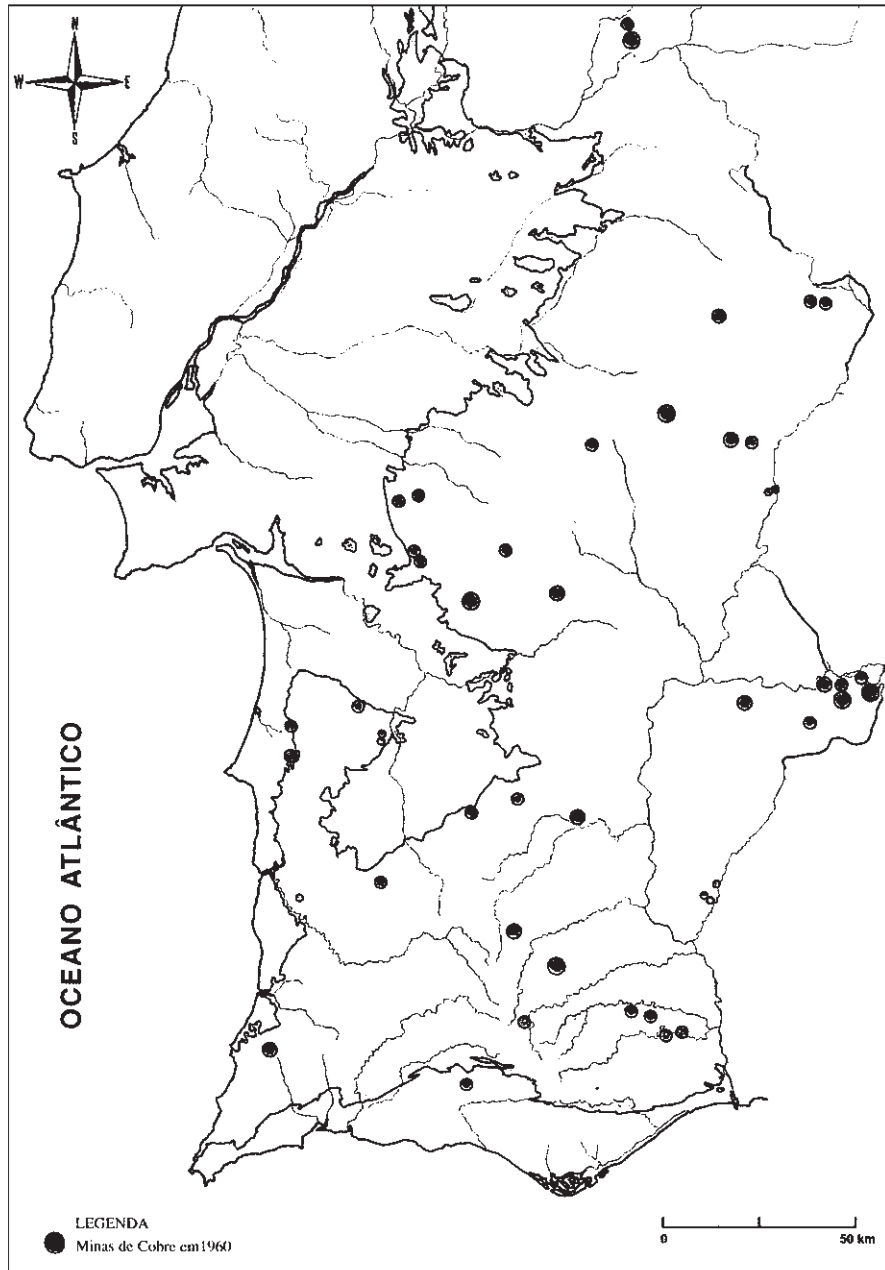 N
W E
S
OCEANO ATLÂNTICO
LEGENDA
Minas de Cobre em1960
0 50 km